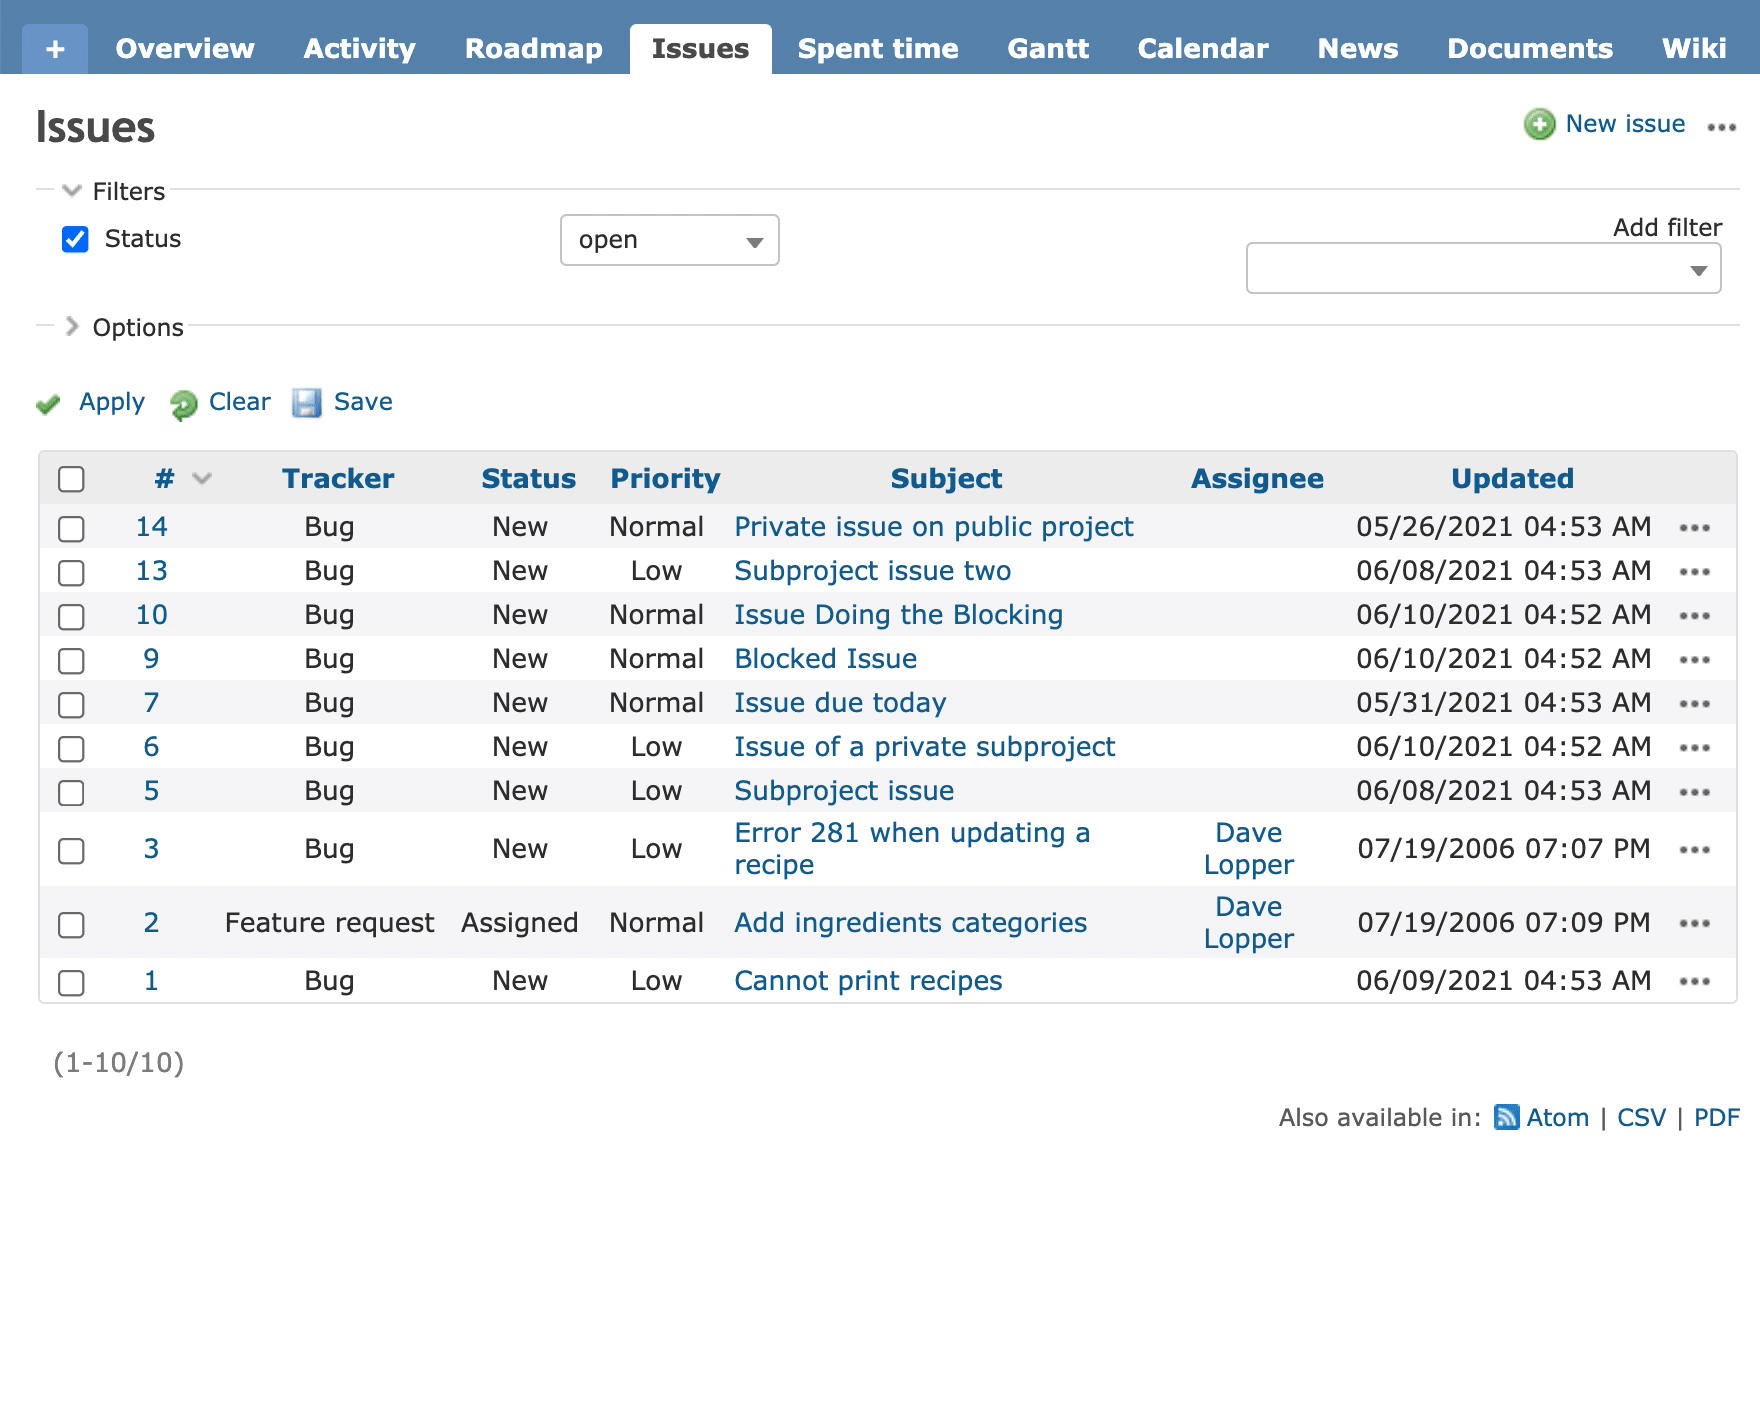 + Overview Activity Roadmap Issues Spent time Gantt Calendar News Documents Wiki
Issues
New issue
Filters
Status open
Add filter
Options
Apply Clear Save
# Tracker Status Priority Subject Assignee Updated
14 Bug New Normal Private issue on public project 05/26/2021 04:53 AM
13 Bug New Low Subproject issue two 06/08/2021 04:53 AM
10 Bug New Normal Issue Doing the Blocking 06/10/2021 04:52 AM
9 Bug New Normal Blocked Issue 06/10/2021 04:52 AM
7 Bug New Normal Issue due today 05/31/2021 04:53 AM
6 Bug New Low Issue of a private subproject 06/10/2021 04:52 AM
5 Bug New Low Subproject issue 06/08/2021 04:53 AM
3 Bug New Low Error 281 when updating a
recipe Dave
Lopper 07/19/2006 07:07 PM
2 Feature request Assigned Normal Add ingredients categories Dave
Lopper 07/19/2006 07:09 PM
1 Bug New Low Cannot print recipes 06/09/2021 04:53 AM
(1-10/10)
Also available in: Atom | CSV | PDF